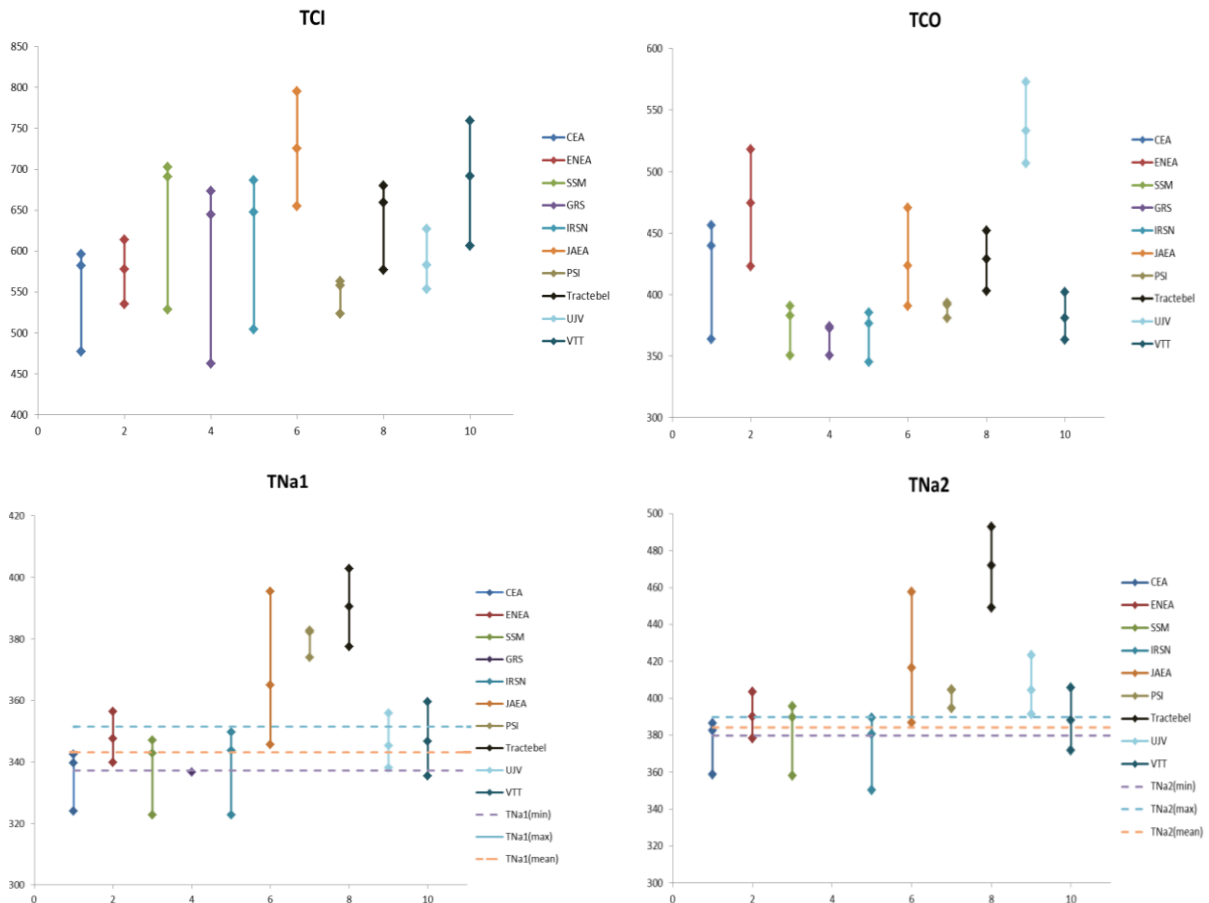 TCI
850
800
750
700
650
600
550
500
450
400
0 2 4 6 8 10
CEA
ENEA
SSM
GRS
IRSN
JAEA
PSI
Tractebel
UJV
VTT
TCO
600
550
500
450
400
350
300
0 2 4 6 8 10
CEA
ENEA
SSM
GRS
IRSN
JAEA
PSI
Tractebel
UJV
VTT
TNa1
420
400
380
360
340
320
300
0 2 4 6 8 10
CEA
ENEA
SSM
GRS
IRSN
JAEA
PSI
Tractebel
UJV
VTT
TNa1(min)
TNa1(max)
TNa1(mean)
TNa2
500
480
460
440
420
400
380
360
340
320
300
0 2 4 6 8 10
CEA
ENEA
SSM
IRSN
JAEA
PSI
Tractebel
UJV
VTT
TNa2(min)
TNa2(max)
TNa2(mean)